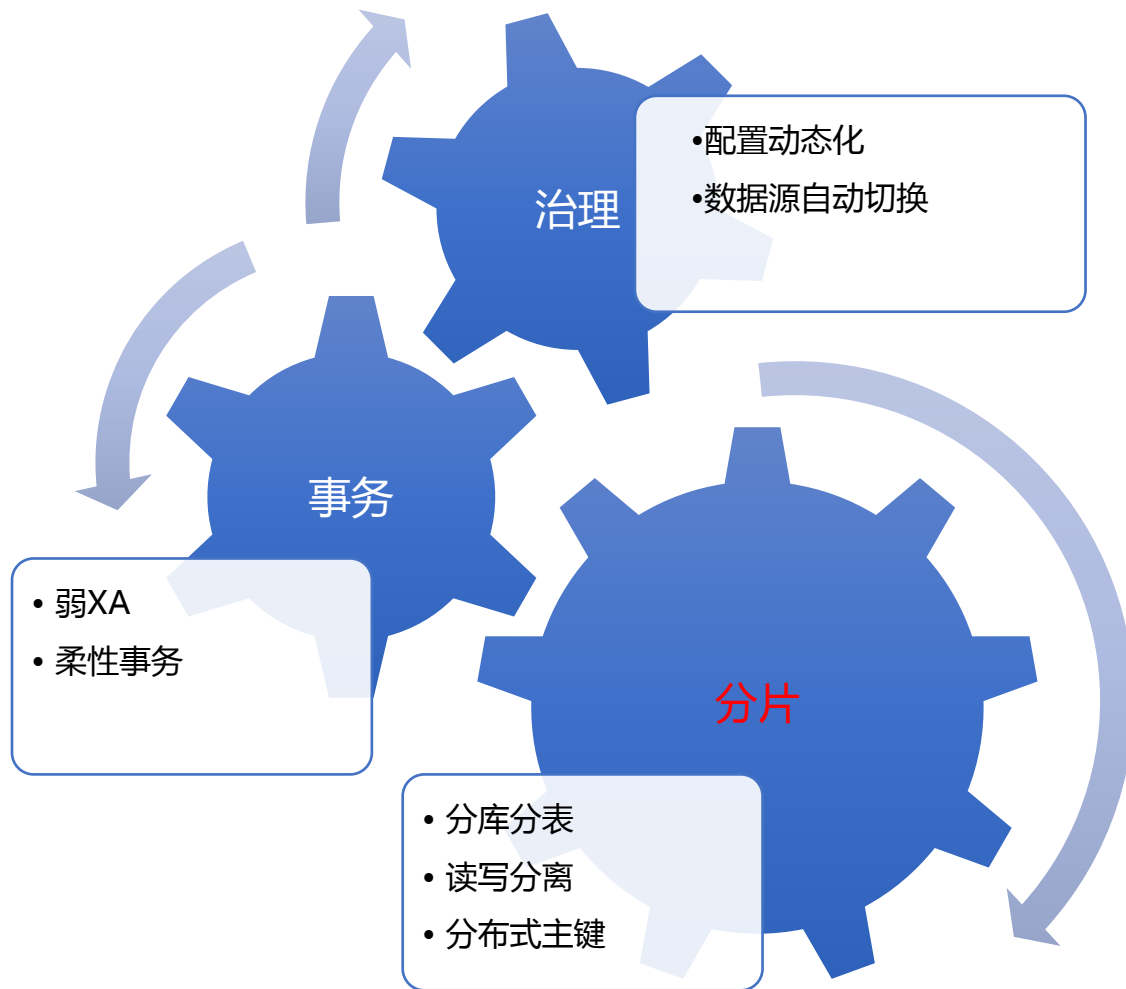 治理
•配置动态化
•数据源自动切换
事务
• 弱XA
• 柔性事务
分片
• 分库分表
• 读写分离
• 分布式主键